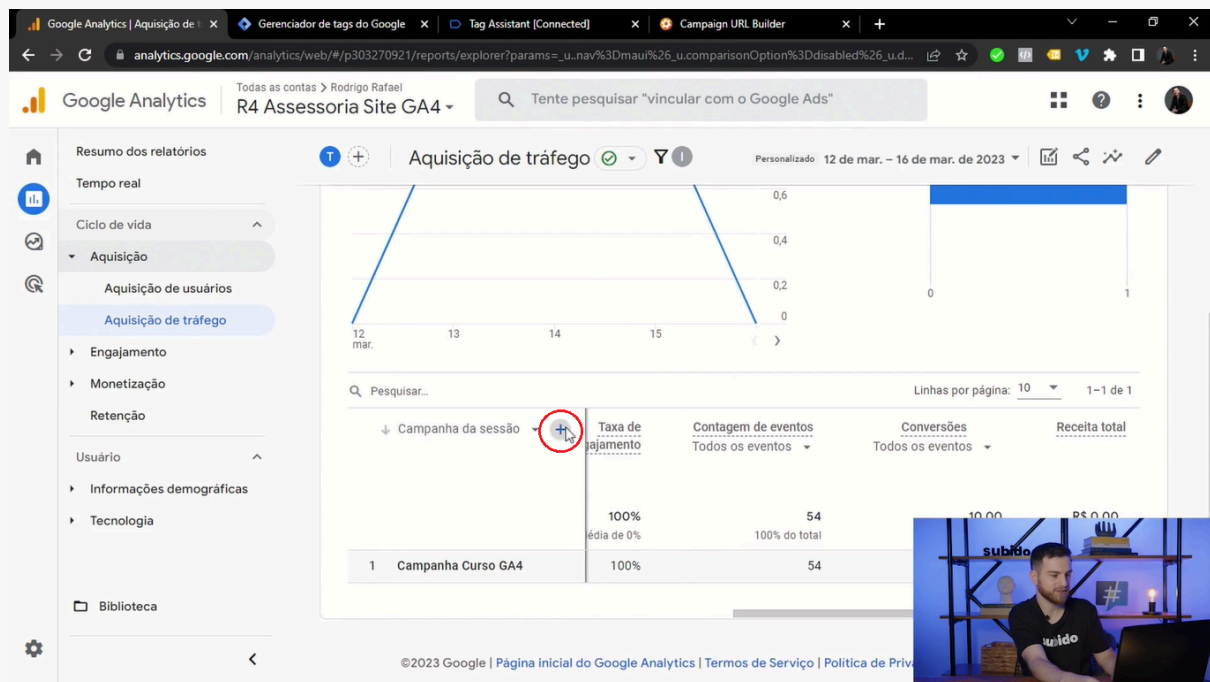 Google Analytics | Aquisição de t
Gerenciador de tags do Google
Tag Assistant [Connected]
Campaign URL Builder
analytics.google.com/analytics/web/#/p303271921/reports/explorer?params=_u..nav%3Dmaui%26_u.comparisonOption%3Ddisabled%26_u.d...
Google Analytics
Todas as contas > Rodrigo Rafael
R4 Assessoria Site GA4
Tente pesquisar "vincular com o Google Ads"
Resumo dos relatórios
Tempo real
Ciclo de vida
Aquisição
Aquisição de usuários
Aquisição de tráfego
Engajamento
Monetização
Retenção
Usuário
Informações demográficas
Tecnologia
Biblioteca
T
Aquisição de tráfego
I
Personalizado 12 de mar. – 16 de mar. de 2023
0,6
0,4
0,2
0
12 13 14 15
mar.
0 1
Pesquisar...
Linhas por página: 10 1–1 de 1
Campanha da sessão
Taxa de Contagem de eventos Conversões Receita total
gajamento Todos os eventos Todos os eventos
100% 54 10,00 R$ 0,00
édia de 0% 100% do total
1 Campanha Curso GA4 100% 54
subido
#
subido
©2023 Google | Página inicial do Google Analytics | Termos de Serviço | Política de Priva